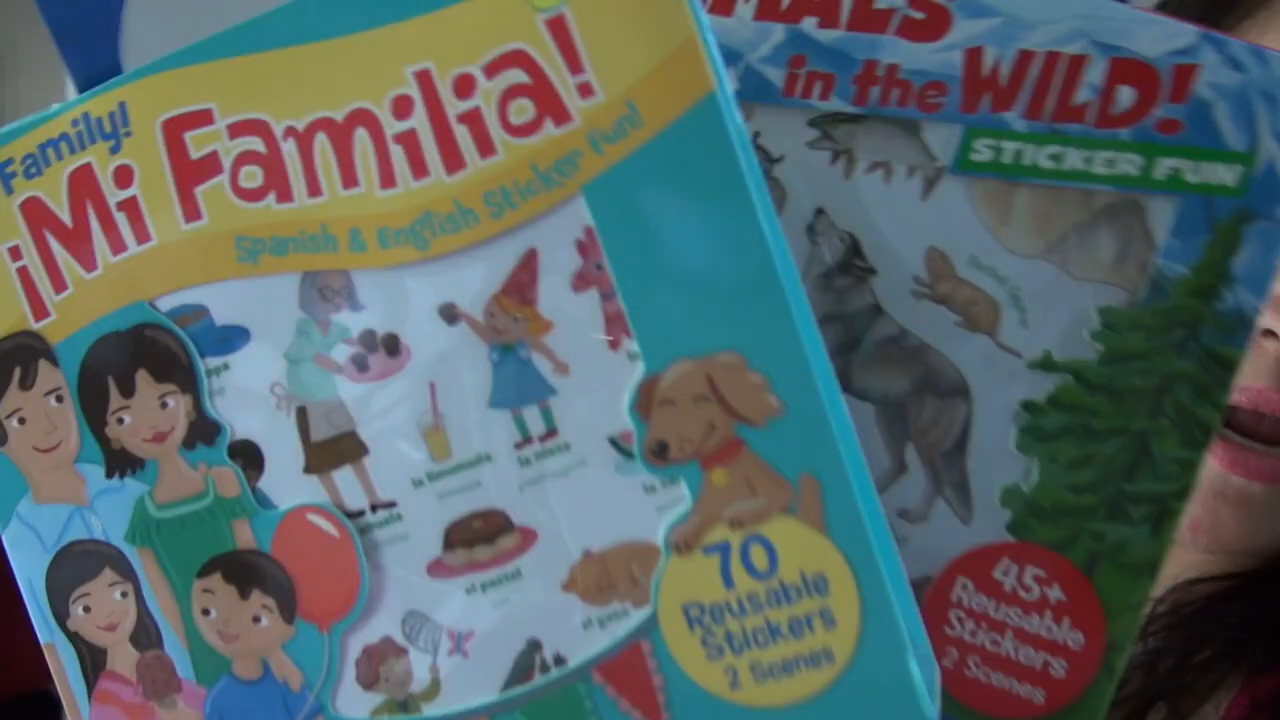 Family!
¡Mi Familia!
Spanish & English Sticker Fun!
la limonada
la nieta
el pastel
el gato
70
Reusable
Stickers
2 Scenes
in the WILD!
STICKER FUN
45+
Reusable
Stickers
2 Scenes